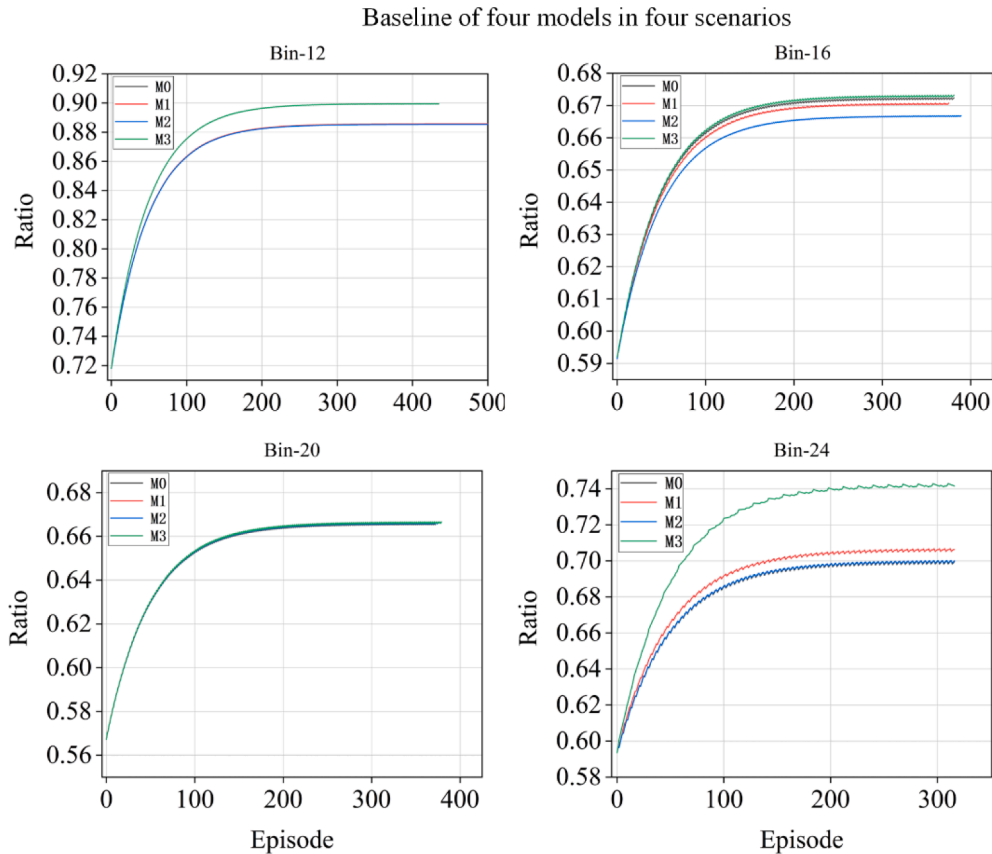 Baseline of four models in four scenarios
Bin-12
Ratio
0.92
0.90
0.88
0.86
0.84
0.82
0.80
0.78
0.76
0.74
0.72
M0
M1
M2
M3
0 100 200 300 400 500
Bin-16
Ratio
0.68
0.67
0.66
0.65
0.64
0.63
0.62
0.61
0.60
0.59
M0
M1
M2
M3
0 100 200 300 400
Bin-20
Ratio
0.68
0.66
0.64
0.62
0.60
0.58
0.56
M0
M1
M2
M3
0 100 200 300 400
Episode
Bin-24
Ratio
0.74
0.72
0.70
0.68
0.66
0.64
0.62
0.60
0.58
M0
M1
M2
M3
0 100 200 300
Episode